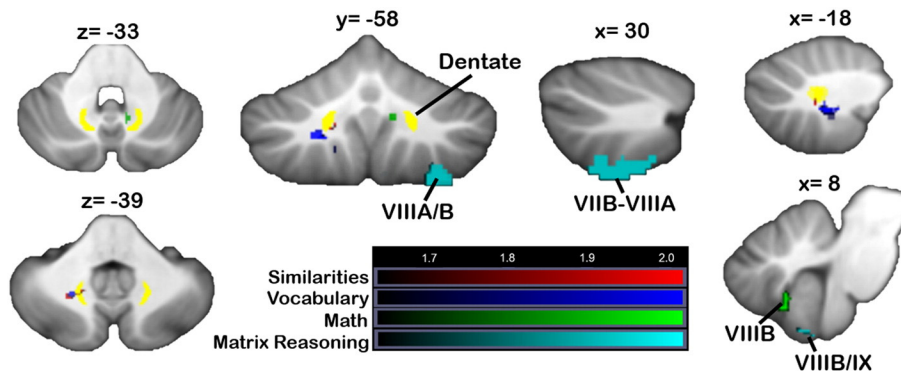 z= -33
y= -58
x= 30
x= -18
Dentate
VIIIA/B
VIIB-VIIIA
z= -39
x= 8
1.7 1.8 1.9 2.0
Similarities
Vocabulary
Math
Matrix Reasoning
VIIIB
VIIIB/IX